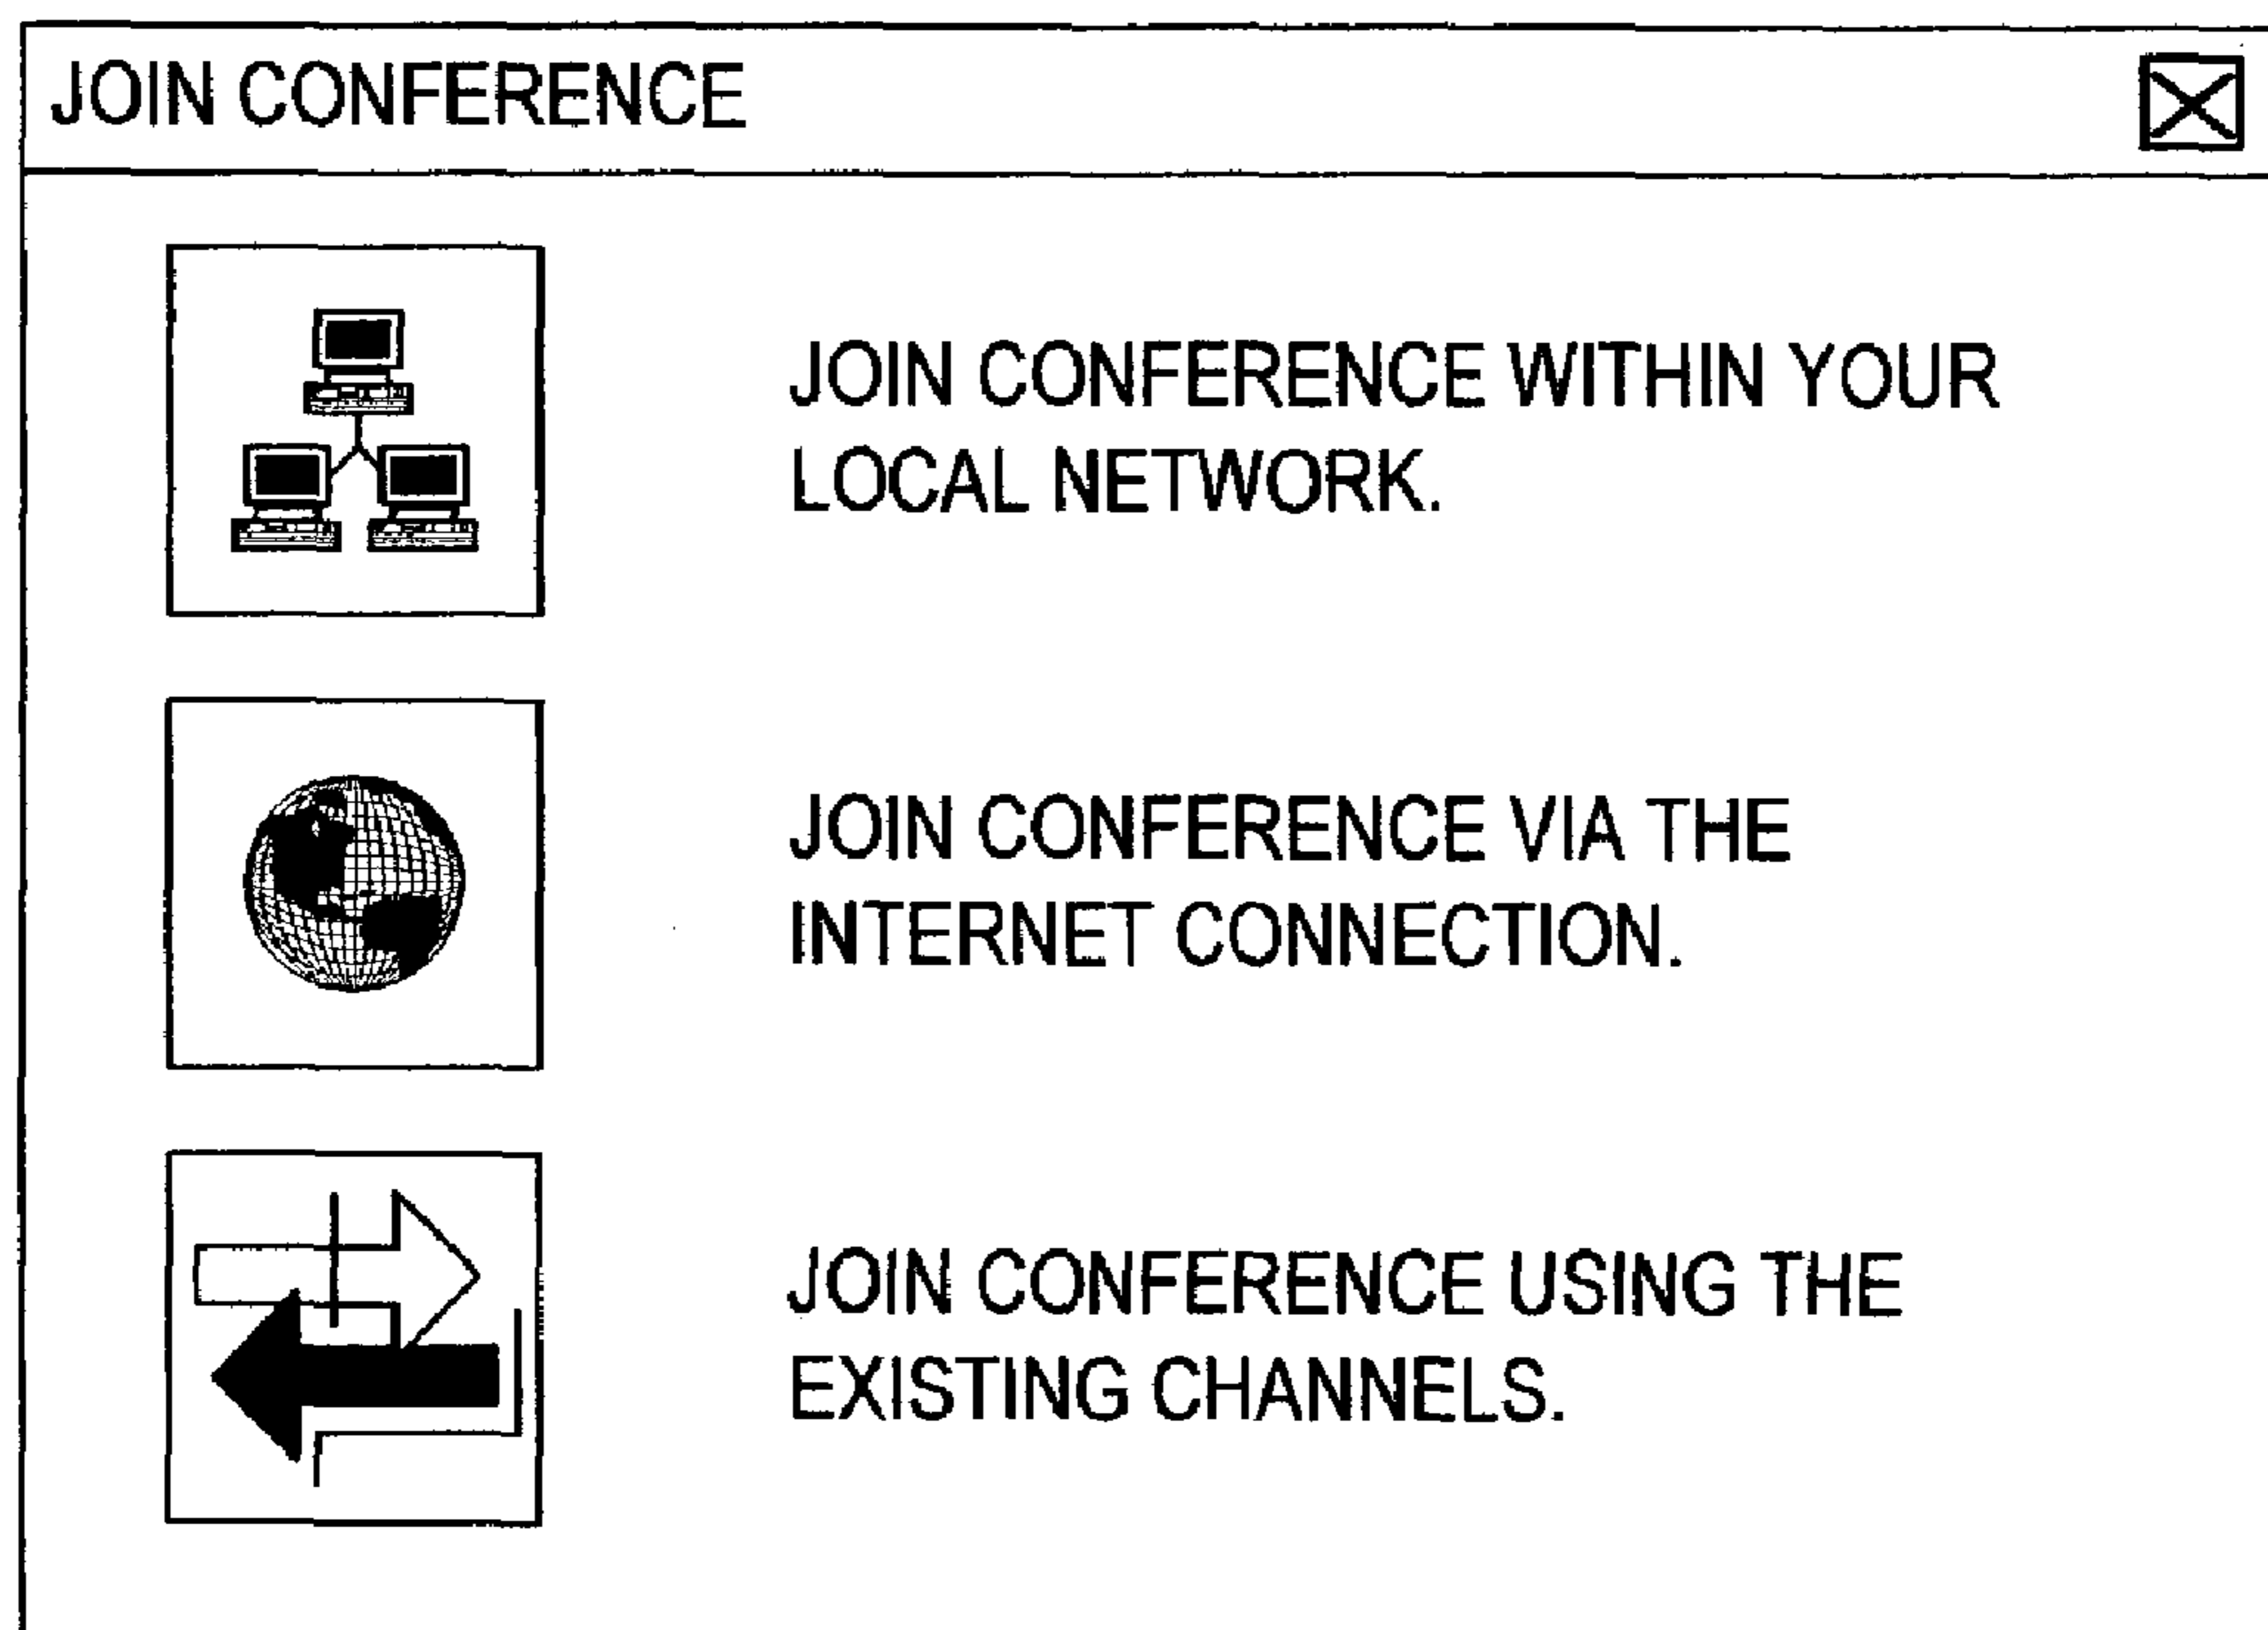 JOIN CONFERENCE
JOIN CONFERENCE WITHIN YOUR
LOCAL NETWORK.
JOIN CONFERENCE VIA THE
INTERNET CONNECTION.
JOIN CONFERENCE USING THE
EXISTING CHANNELS.